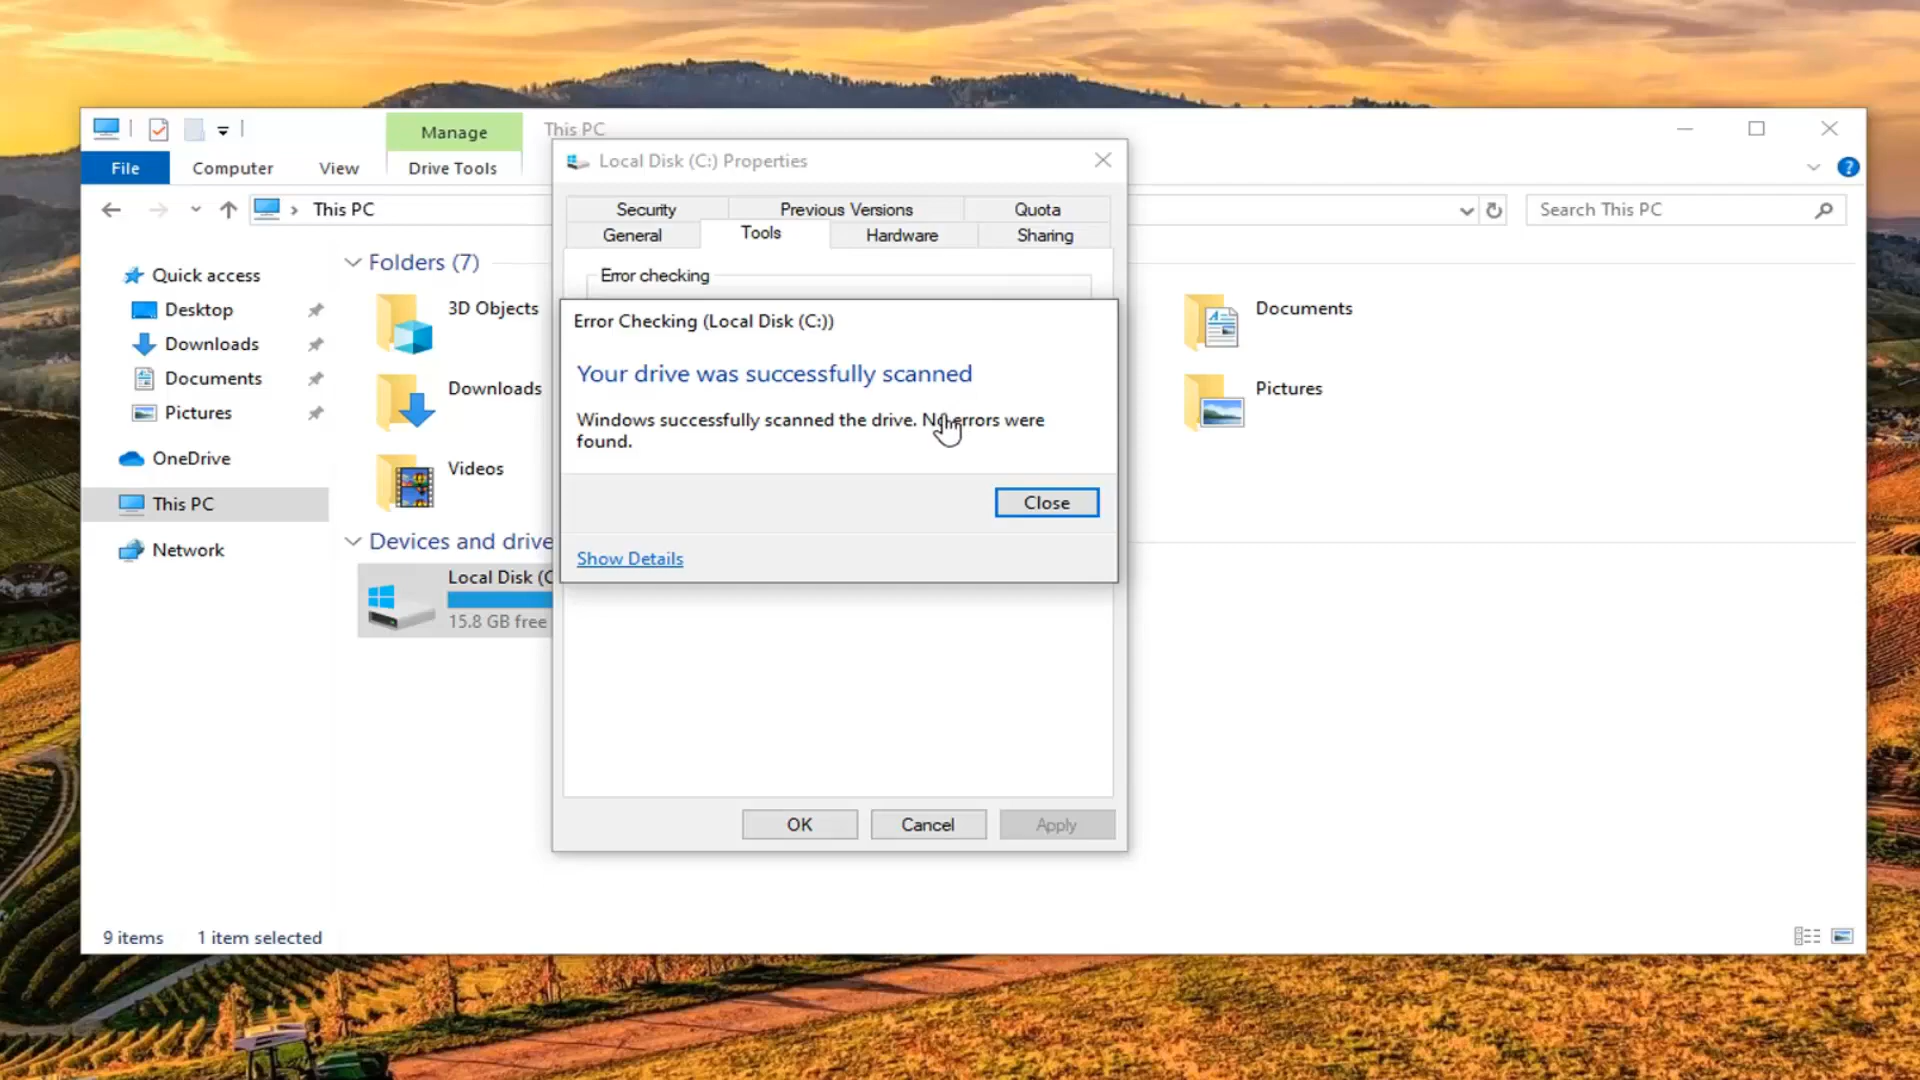 Manage
This PC
File
Computer
View
Drive Tools
This PC
Search This PC
Quick access
Desktop
Downloads
Documents
Pictures
OneDrive
This PC
Network
Folders (7)
3D Objects
Downloads
Videos
Documents
Pictures
Devices and drive
Local Disk (C
15.8 GB free
Local Disk (C:) Properties
Security
Previous Versions
Quota
General
Tools
Hardware
Sharing
Error checking
Error Checking (Local Disk (C:))
Your drive was successfully scanned
Windows successfully scanned the drive. No errors were
found.
Close
Show Details
OK
Cancel
Apply
9 items
1 item selected